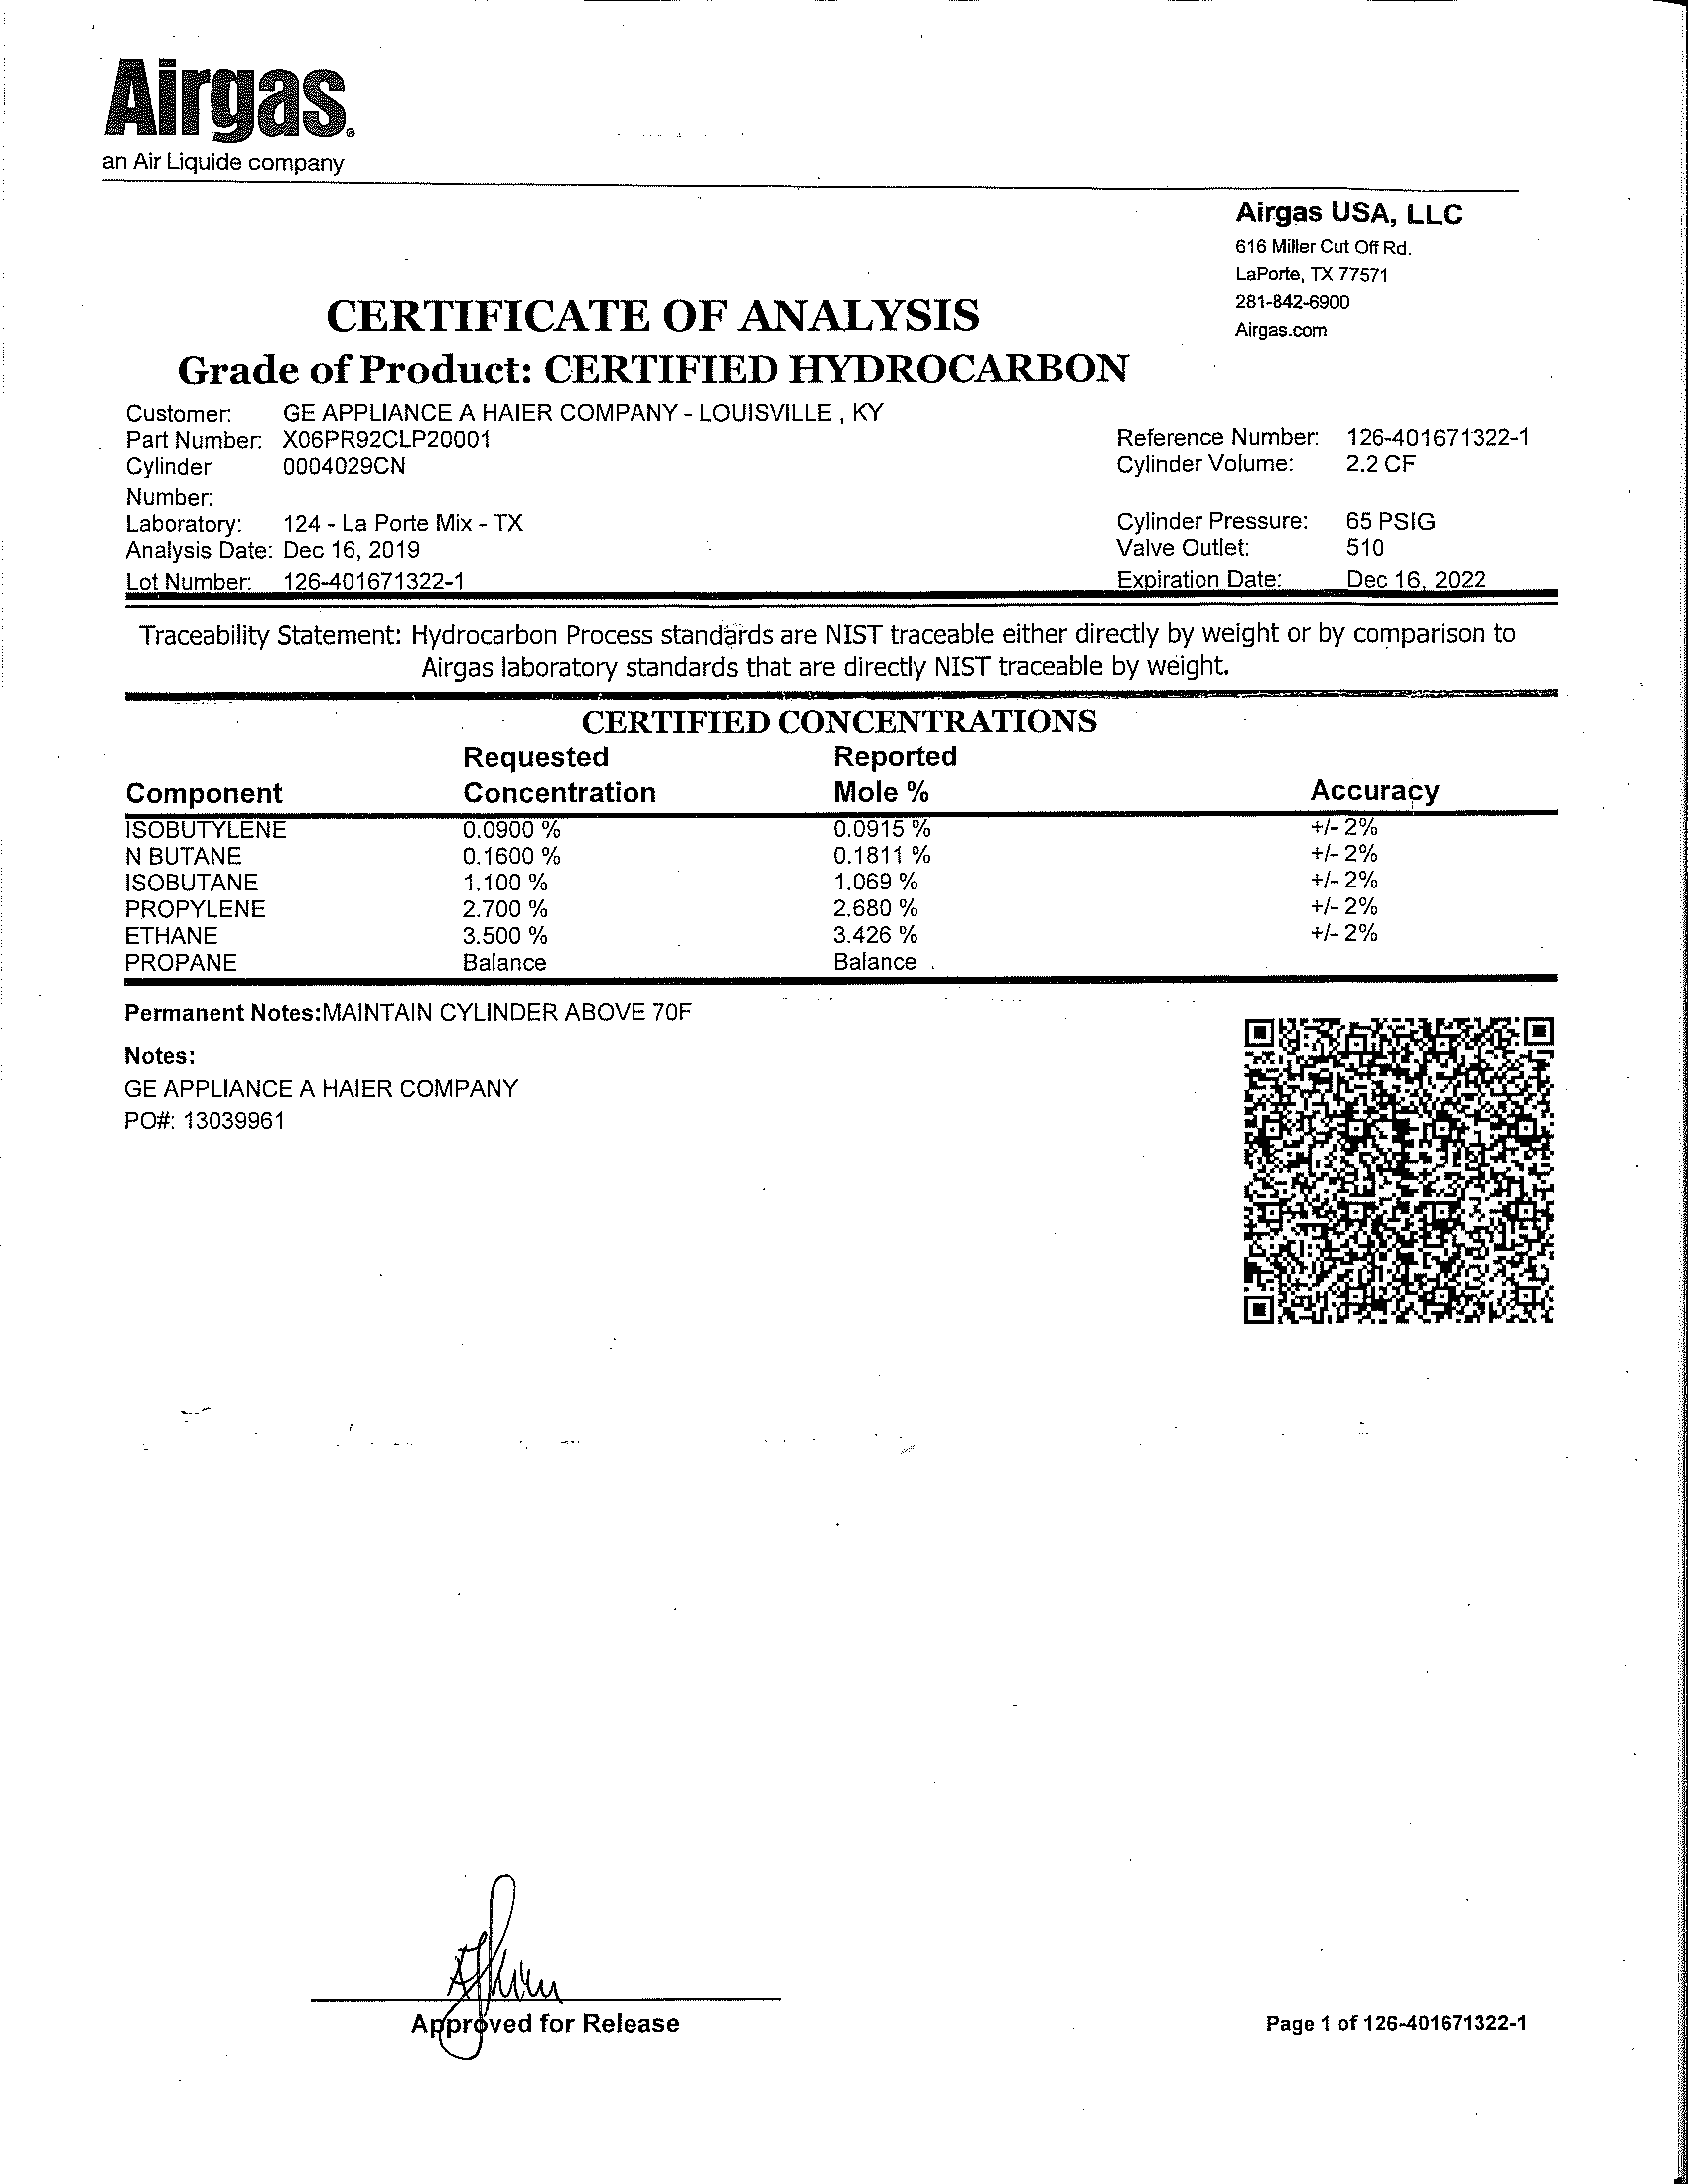 Airgas®
an Air Liquide company
Airgas USA, LLC
616 Miller Cut Off Rd.
LaPorte, TX 77571
281-842-6900
Airgas.com
CERTIFICATE OF ANALYSIS
Grade of Product: CERTIFIED HYDROCARBON
Customer: GE APPLIANCE A HAIER COMPANY - LOUISVILLE , KY
Part Number: X06PR92CLP20001 Reference Number: 126-401671322-1
Cylinder 0004029CN Cylinder Volume: 2.2 CF
Number:
Laboratory: 124 - La Porte Mix - TX Cylinder Pressure: 65 PSIG
Analysis Date: Dec 16, 2019 Valve Outlet: 510
Lot Number: 126-401671322-1 Expiration Date: Dec 16, 2022
Traceability Statement: Hydrocarbon Process standards are NIST traceable either directly by weight or by comparison to
Airgas laboratory standards that are directly NIST traceable by weight.
CERTIFIED CONCENTRATIONS
Requested Reported
Component Concentration Mole % Accuracy
ISOBUTYLENE 0.0900 % 0.0915 % +/- 2%
N BUTANE 0.1600 % 0.1811 % +/- 2%
ISOBUTANE 1.100 % 1.069 % +/- 2%
PROPYLENE 2.700 % 2.680 % +/- 2%
ETHANE 3.500 % 3.426 % +/- 2%
PROPANE Balance Balance
Permanent Notes:MAINTAIN CYLINDER ABOVE 70F
Notes:
GE APPLIANCE A HAIER COMPANY
PO#: 13039961
Approved for Release
Page 1 of 126-401671322-1